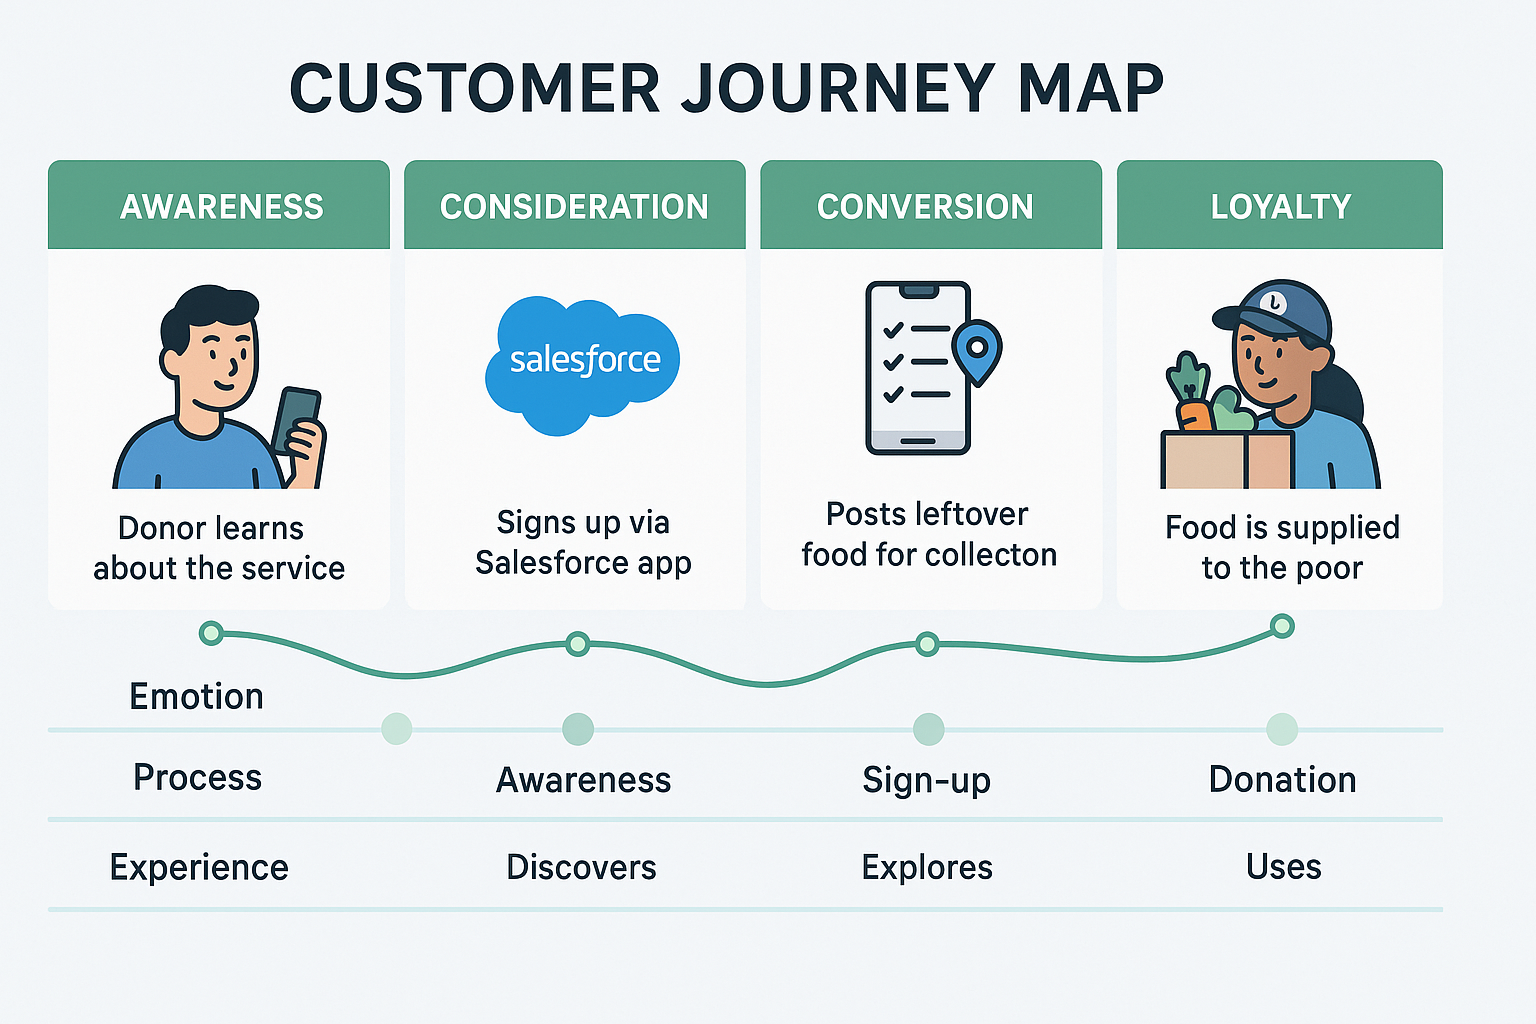 CUSTOMER JOURNEY MAP
AWARENESS
CONSIDERATION
CONVERSION
LOYALTY
salesforce
Donor learns
about the service
Signs up via
Salesforce app
Posts leftover
food for collecton
Food is supplied
to the poor
Emotion
Process
Awareness
Sign-up
Donation
Experience
Discovers
Explores
Uses